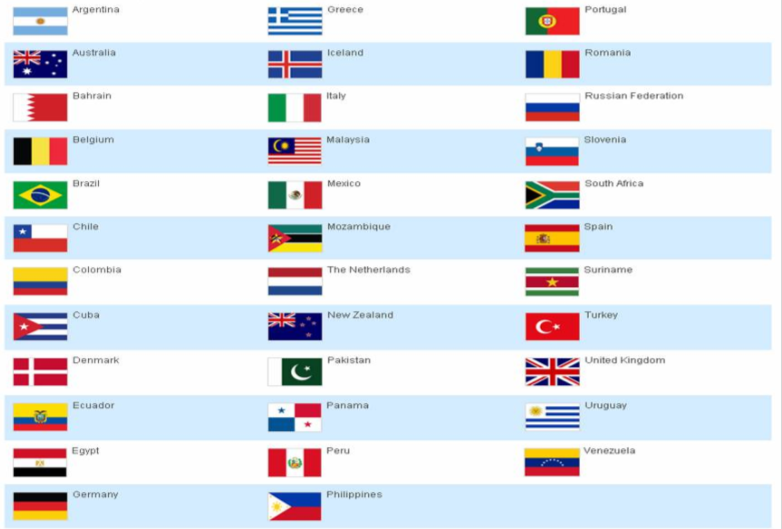 Argentina
Greece
Portugal
Australia
Iceland
Romania
Bahrain
Italy
Russian Federation
Belgium
Malaysia
Slovenia
Brazil
Mexico
South Africa
Chile
Mozambique
Spain
Colombia
The Netherlands
Suriname
Cuba
New Zealand
Turkey
Denmark
Pakistan
United Kingdom
Ecuador
Panama
Uruguay
Egypt
Peru
Venezuela
Germany
Philippines